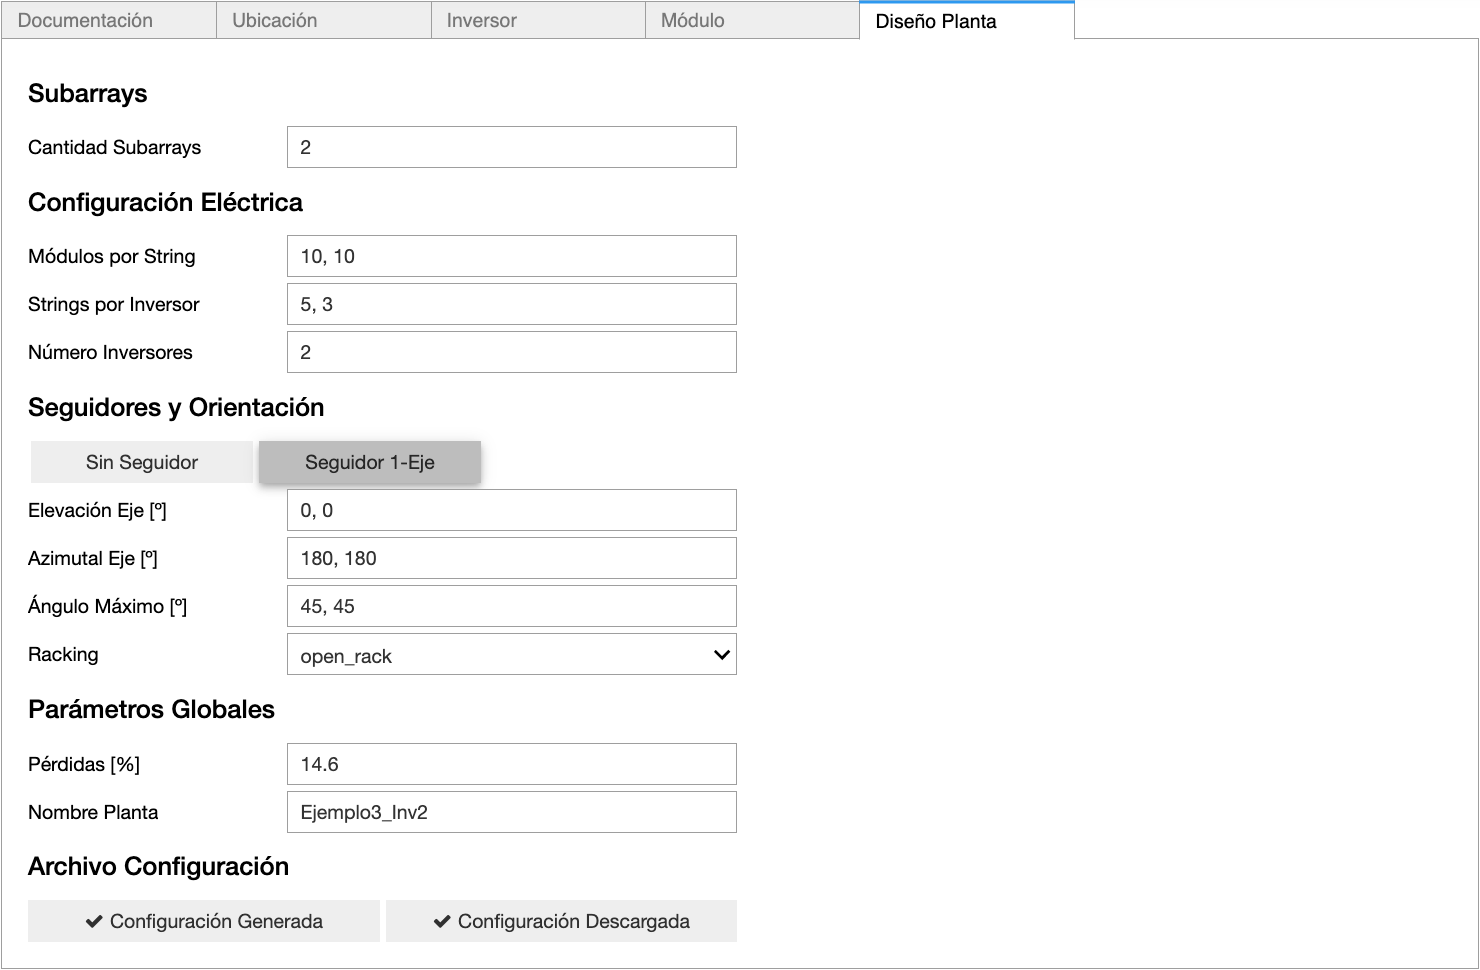 Documentación Ubicación Inversor Módulo Diseño Planta
Subarrays
Cantidad Subarrays 2
Configuración Eléctrica
Módulos por String 10, 10
Strings por Inversor 5, 3
Número Inversores 2
Seguidores y Orientación
Sin Seguidor Seguidor 1-Eje
Elevación Eje [º] 0, 0
Azimutal Eje [º] 180, 180
Ángulo Máximo [º] 45, 45
Racking open_rack
Parámetros Globales
Pérdidas [%] 14.6
Nombre Planta Ejemplo3_Inv2
Archivo Configuración
✔ Configuración Generada ✔ Configuración Descargada